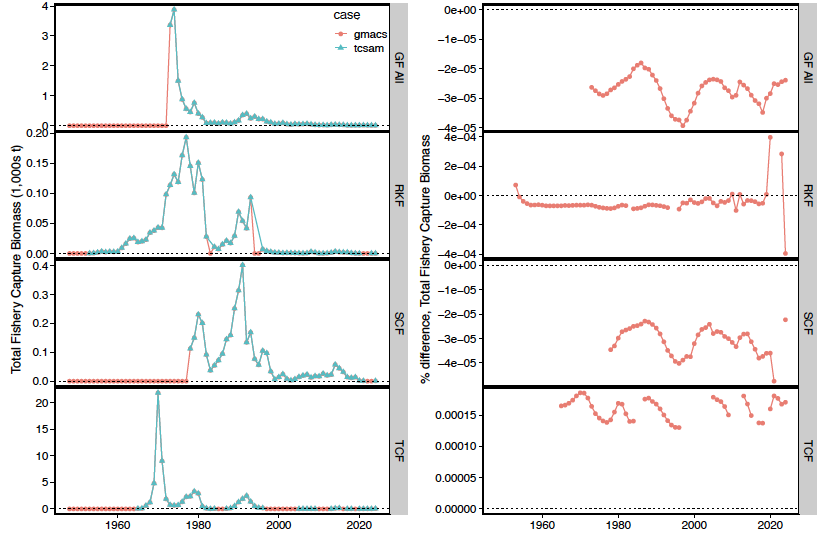 Total Fishery Capture Biomass (1,000s t)
case
gmacs
tcsam
4
3
2
1
0
GF All
0.20
0.15
0.10
0.05
0.00
RKF
0.4
0.3
0.2
0.1
0.0
SCF
20
15
10
5
0
TCF
1960 1980 2000 2020
% difference, Total Fishery Capture Biomass
0e+00
−1e−05
−2e−05
−3e−05
−4e−05
GF All
4e−04
2e−04
0e+00
−2e−04
−4e−04
RKF
0e+00
−1e−05
−2e−05
−3e−05
−4e−05
SCF
0.00015
0.00010
0.00005
0.00000
TCF
1960 1980 2000 2020